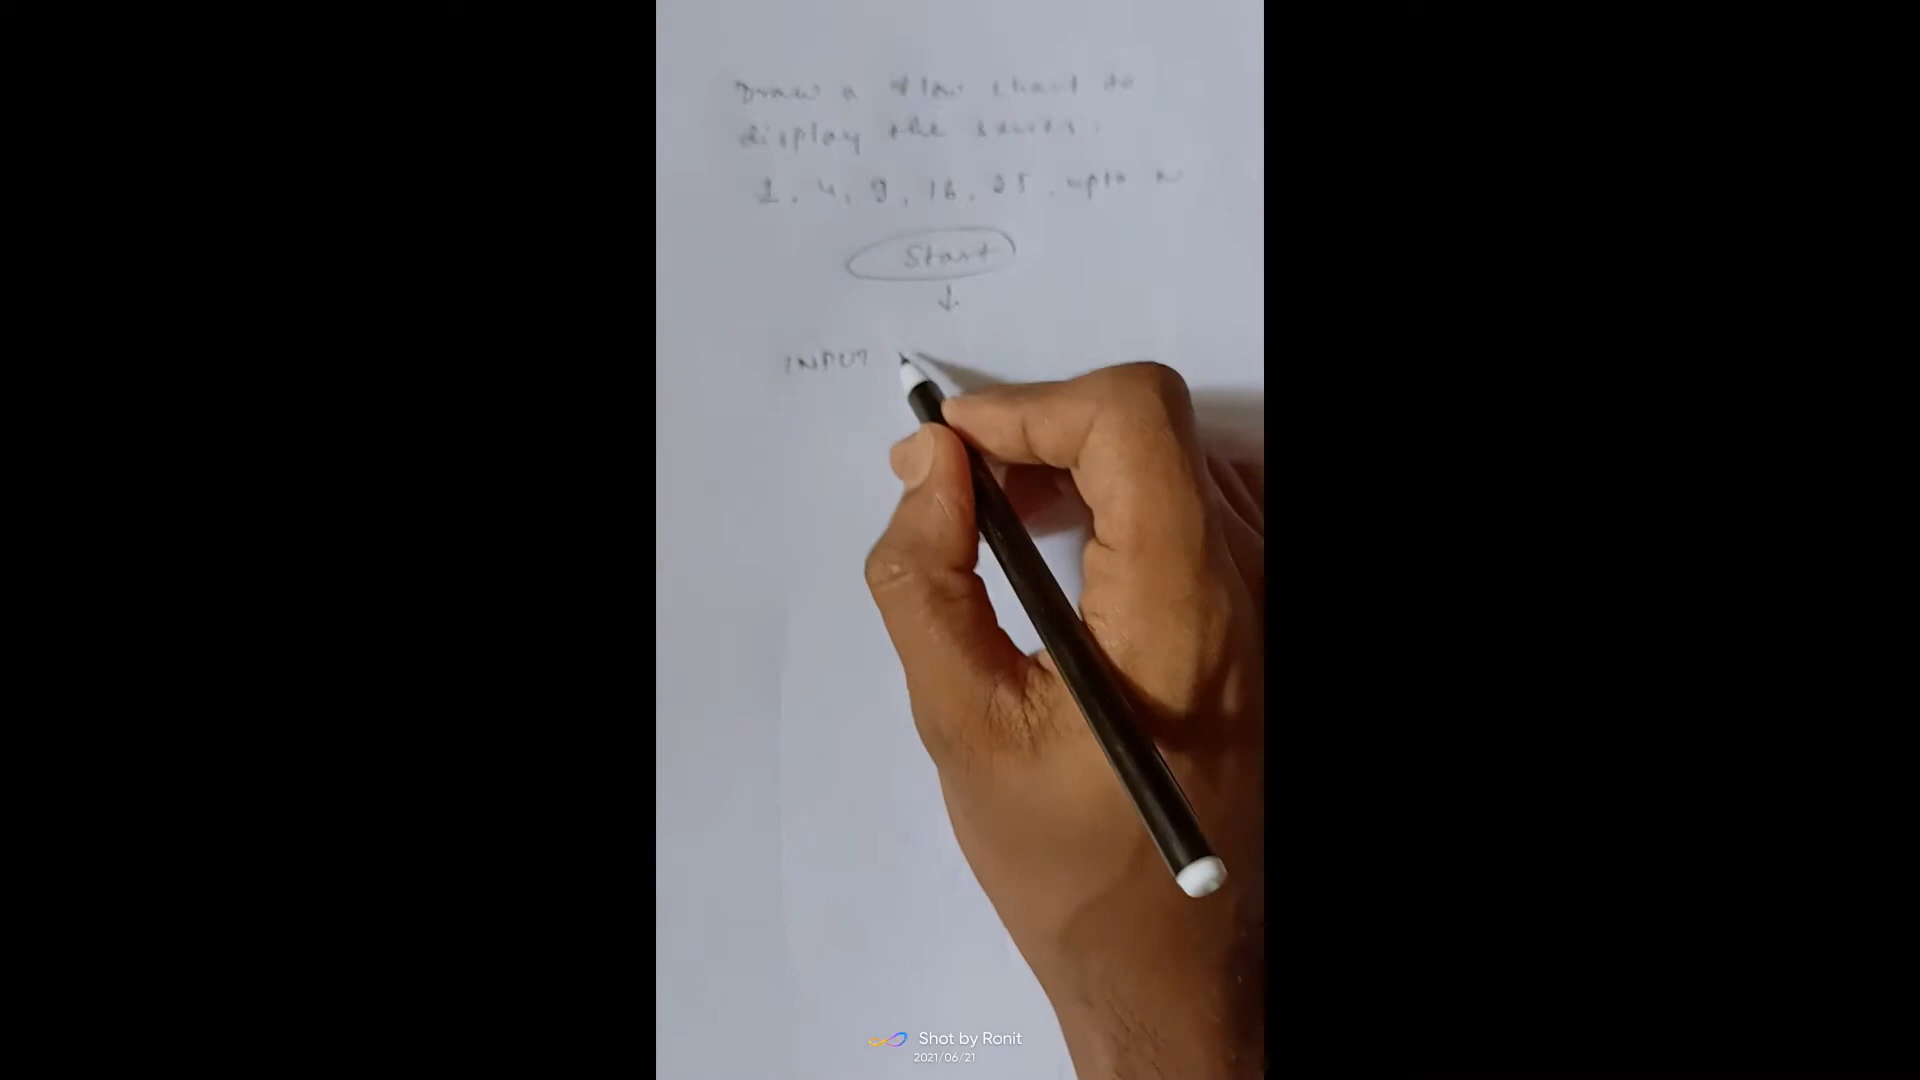 Draw a flow chart to
display the series.
1, 4, 9, 16, 25, upto n
Start
INPUT
Shot by Ronit
2021/06/21